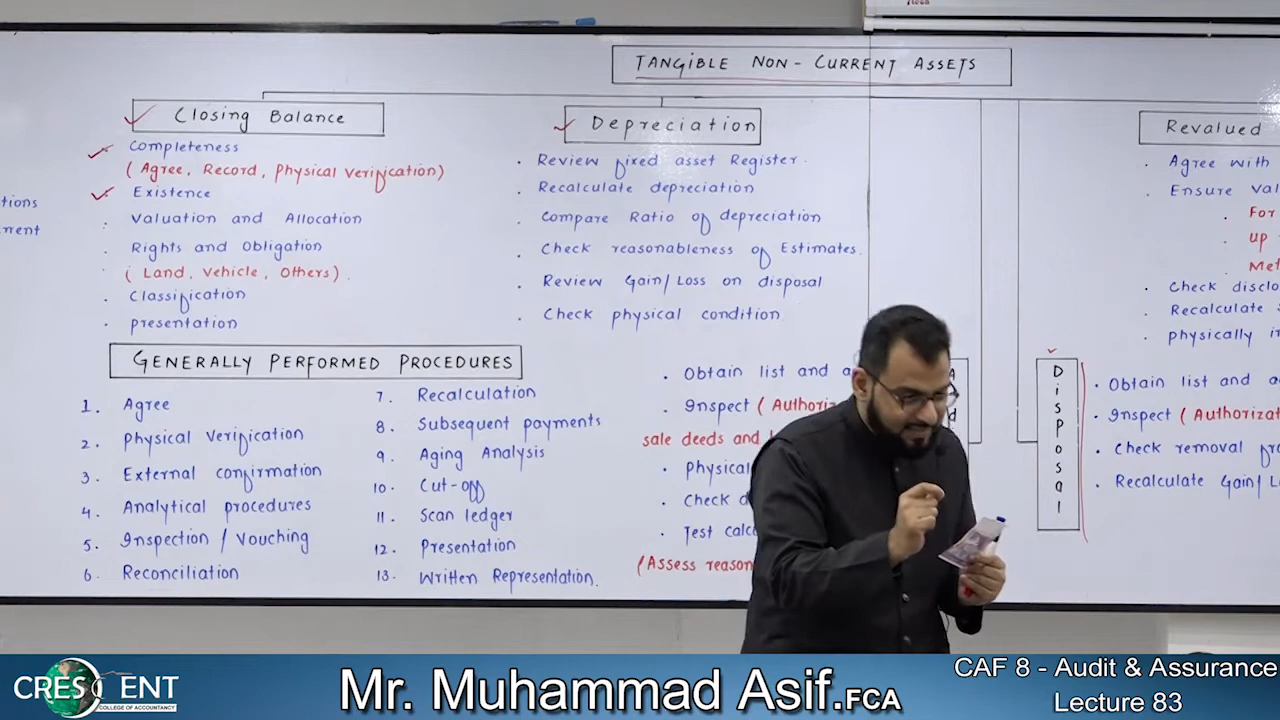 TANGIBLE NON - CURRENT ASSETS
tions
Closing Balance
Completeness
( Agree, Record, Physical Verification)
Existence
Valuation and Allocation
Rights and Obligation
( Land, Vehicle, Others).
Classification
presentation
Depreciation
Review fixed asset Register.
Recalculate depreciation
Compare Ratio of depreciation
Check reasonableness of Estimates.
Review Gain/Loss on disposal
Check physical condition
Revalued
Agree with
Ensure val
For
up
Met
Check disclo
Recalculate
physically i
GENERALLY PERFORMED PROCEDURES
1. Agree
2. Physical Verification
3. External confirmation
4. Analytical procedures
5. Inspection / Vouching
6. Reconciliation
7. Recalculation
8. Subsequent payments
9. Aging Analysis
10. Cut-off
11. Scan ledger
12. Presentation
13. Written Representation.
Obtain list and a
Inspect ( Authoriz
sale deeds and
Physical
Check d
Test calc
(Assess reason
A
d
Disposal
Obtain list and a
Inspect (Authorizat
Check removal fr
Recalculate Gain/ L
CRESCENT
COLLEGE OF ACCOUNTANCY
Mr. Muhammad Asif.FCA
CAF 8 - Audit & Assurance
Lecture 83